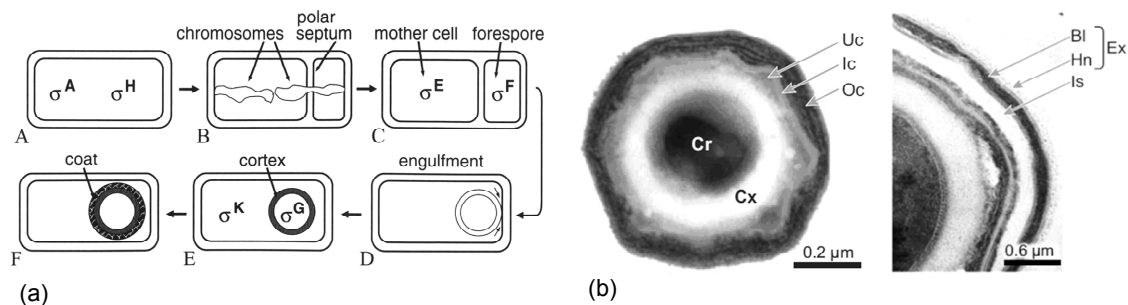 chromosomes
polar
septum
mother cell
forespore
σA
σH
σE
σF
A
B
C
coat
cortex
engulfment
σK
σG
F
E
D
(a)
Uc
Ic
Oc
Cr
Cx
0.2 µm
(b)
Bl
Hn
Ex
Is
0.6 µm